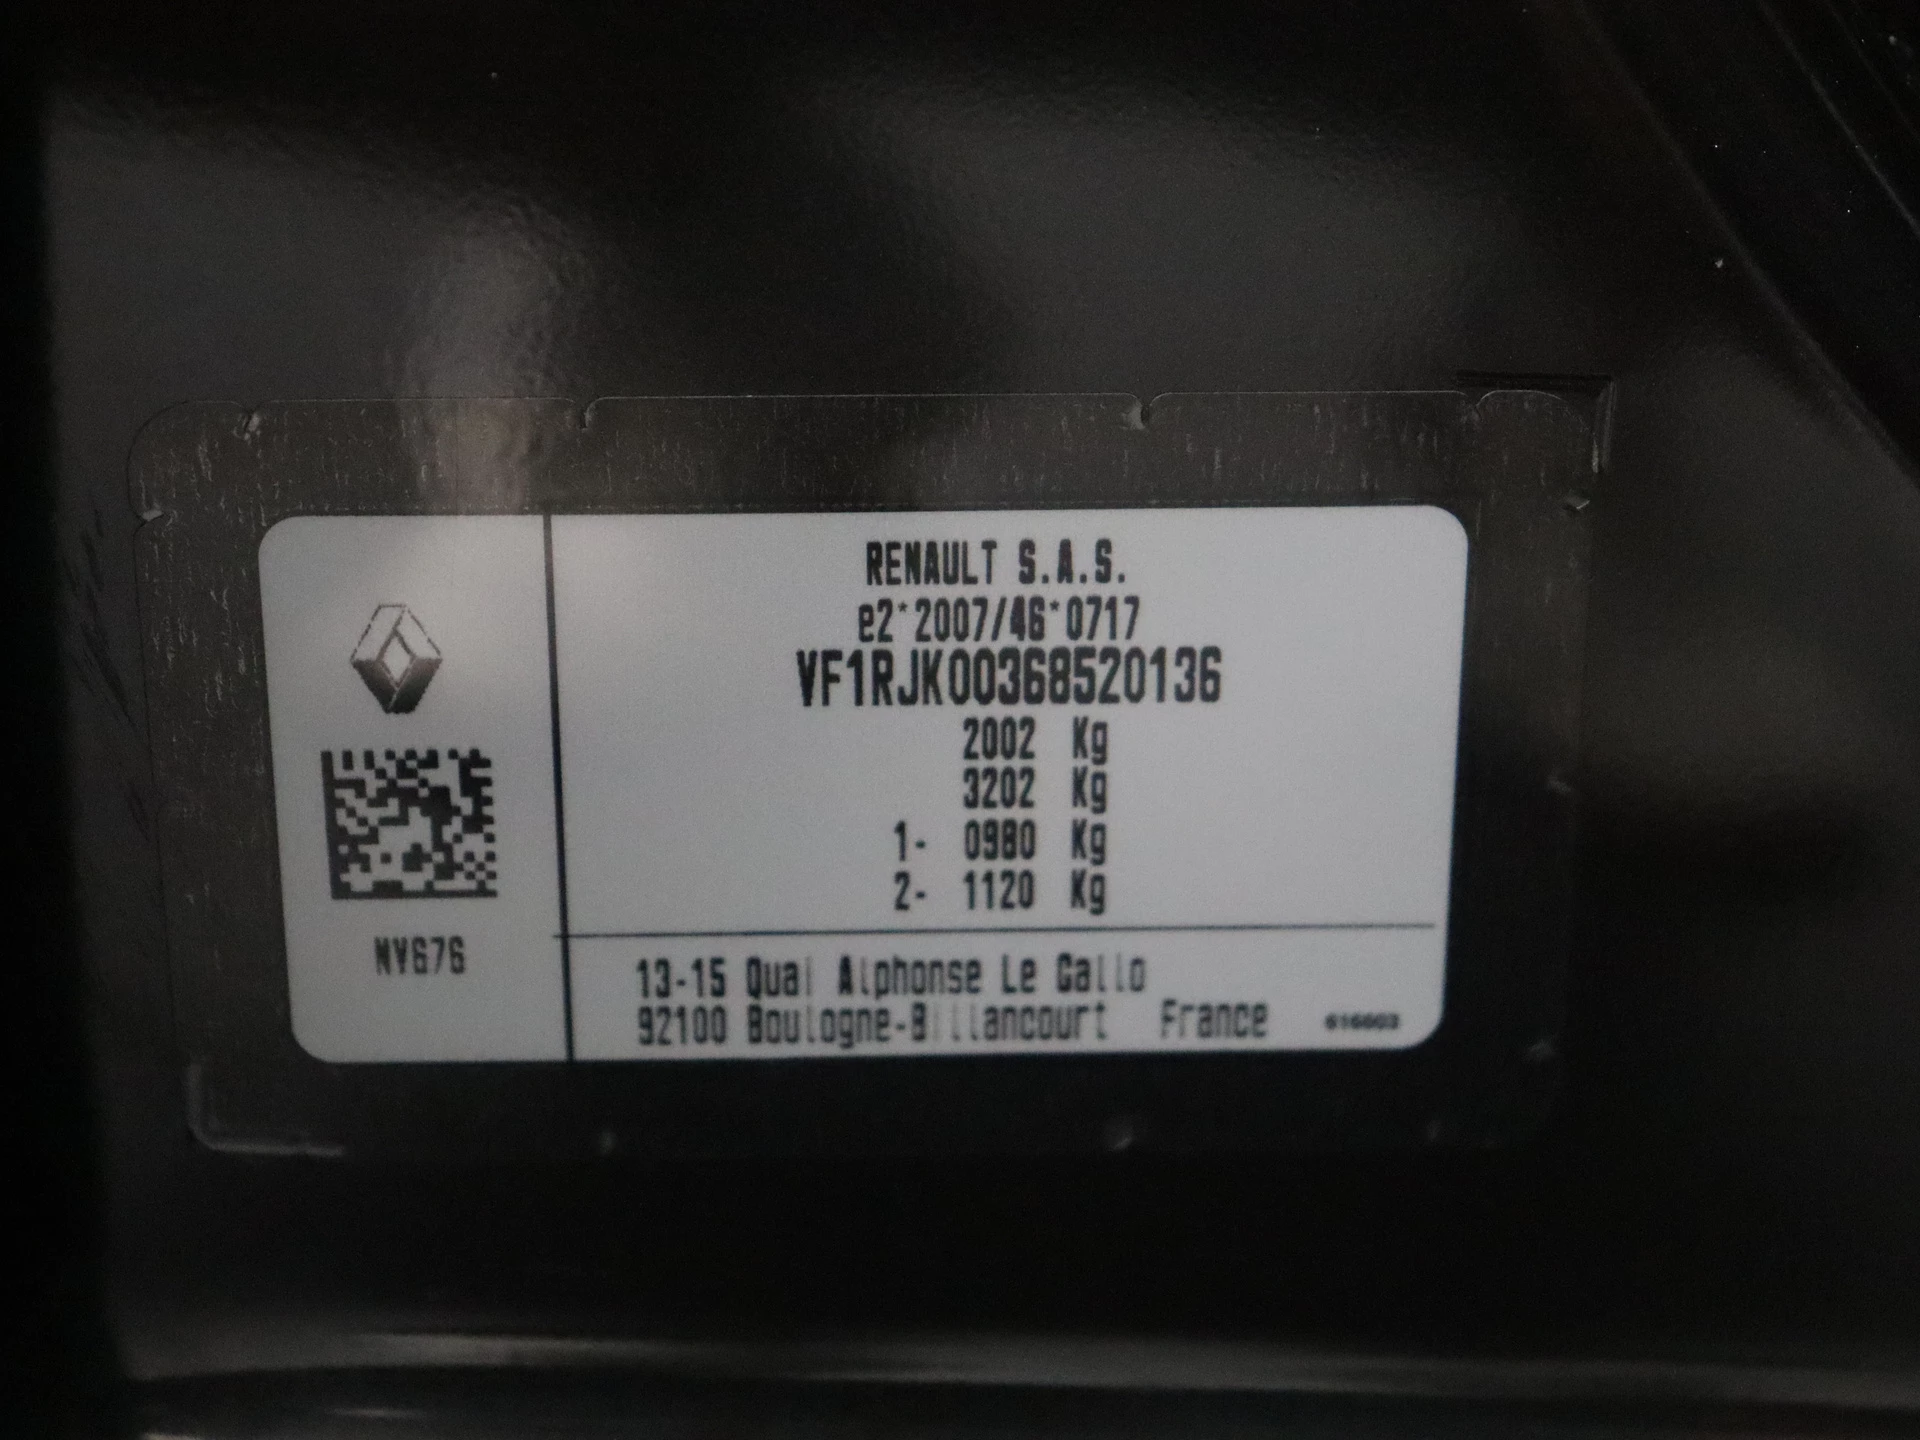 RENAULT S.A.S.
e2*2007/46*0717
VF1RJK00368520136
2002 Kg
3202 Kg
1- 0980 Kg
2- 1120 Kg
NV676
13-15 Quai Alphonse Le Gallo
92100 Boulogne-Billancourt France
616603